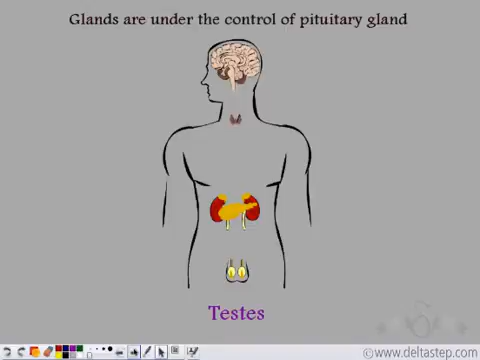 Glands are under the control of pituitary gland
Testes
©www.deltastep.com